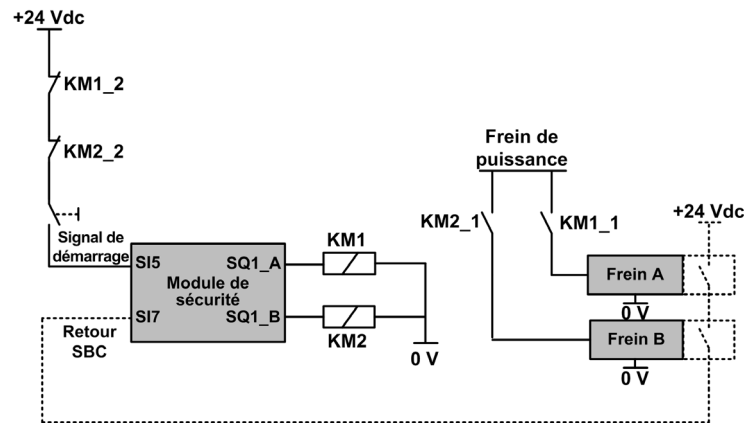 +24 Vdc
KM1_2
KM2_2
Signal de
démarrage
SI5
SQ1_A
Module de
sécurité
SI7
SQ1_B
Retour
SBC
KM1
KM2
0 V
Frein de
puissance
KM2_1
KM1_1
+24 Vdc
Frein A
0 V
Frein B
0 V